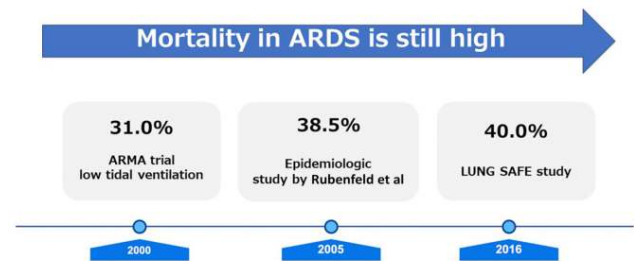 Mortality in ARDS is still high
31.0%
ARMA trial
low tidal ventilation
38.5%
Epidemiologic
study by Rubenfeld et al
40.0%
LUNG SAFE study
2000
2005
2016